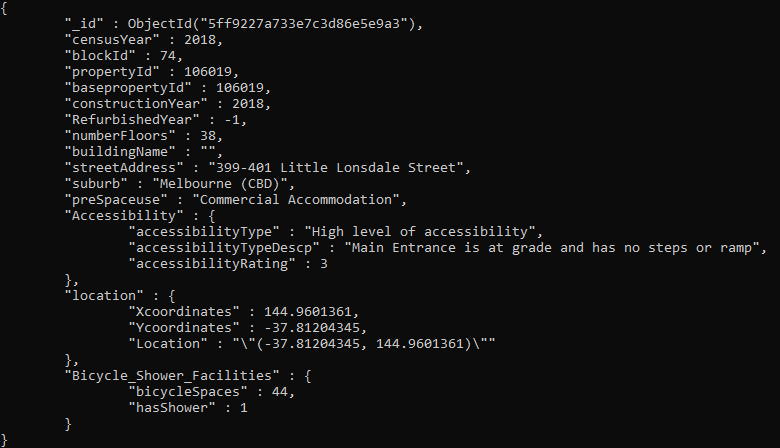 {
"_id" : ObjectId("5ff9227a733e7c3d86e5e9a3"),
"censusYear" : 2018,
"blockId" : 74,
"propertyId" : 106019,
"basepropertyId" : 106019,
"constructionYear" : 2018,
"RefurbishedYear" : -1,
"numberFloors" : 38,
"buildingName" : "",
"streetAddress" : "399-401 Little Lonsdale Street",
"suburb" : "Melbourne (CBD)",
"preSpaceuse" : "Commercial Accommodation",
"Accessibility" : {
"accessibilityType" : "High level of accessibility",
"accessibilityTypeDescp" : "Main Entrance is at grade and has no steps or ramp",
"accessibilityRating" : 3
},
"location" : {
"Xcoordinates" : 144.9601361,
"Ycoordinates" : -37.81204345,
"Location" : "\"(-37.81204345, 144.9601361)\""
},
"Bicycle_Shower_Facilities" : {
"bicycleSpaces" : 44,
"hasShower" : 1
}
}